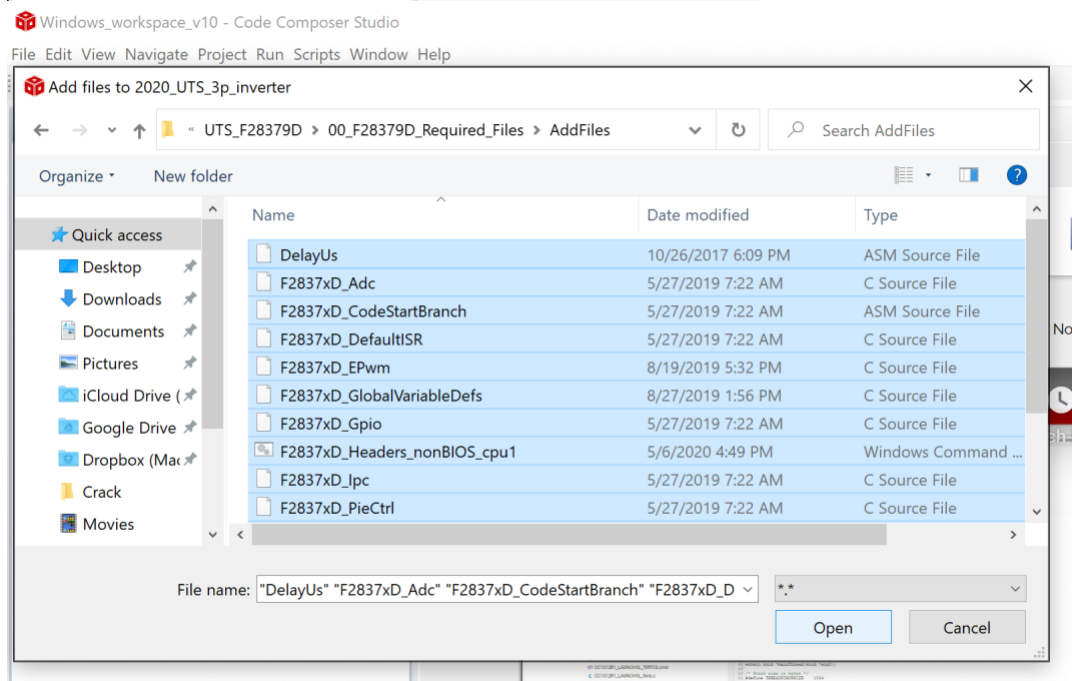 Windows_workspace_v10 - Code Composer Studio
File Edit View Navigate Project Run Scripts Window Help
Add files to 2020_UTS_3p_inverter
« UTS_F28379D > 00_F28379D_Required_Files > AddFiles
Search AddFiles
Organize New folder
Name Date modified Type
Quick access
DelayUs 10/26/2017 6:09 PM ASM Source File
Desktop
F2837xD_Adc 5/27/2019 7:22 AM C Source File
Downloads
F2837xD_CodeStartBranch 5/27/2019 7:22 AM ASM Source File
Documents
F2837xD_DefaultISR 5/27/2019 7:22 AM C Source File
No
Pictures
F2837xD_EPwm 8/19/2019 5:32 PM C Source File
iCloud Drive (
F2837xD_GlobalVariableDefs 8/27/2019 1:56 PM C Source File
Google Drive
F2837xD_Gpio 5/27/2019 7:22 AM C Source File
Dropbox (Mac
F2837xD_Headers_nonBIOS_cpu1 5/6/2020 4:49 PM Windows Command ...
Crack
F2837xD_Ipc 5/27/2019 7:22 AM C Source File
Movies
F2837xD_PieCtrl 5/27/2019 7:22 AM C Source File
File name: "DelayUs" "F2837xD_Adc" "F2837xD_CodeStartBranch" "F2837xD_D
*.*
Open Cancel